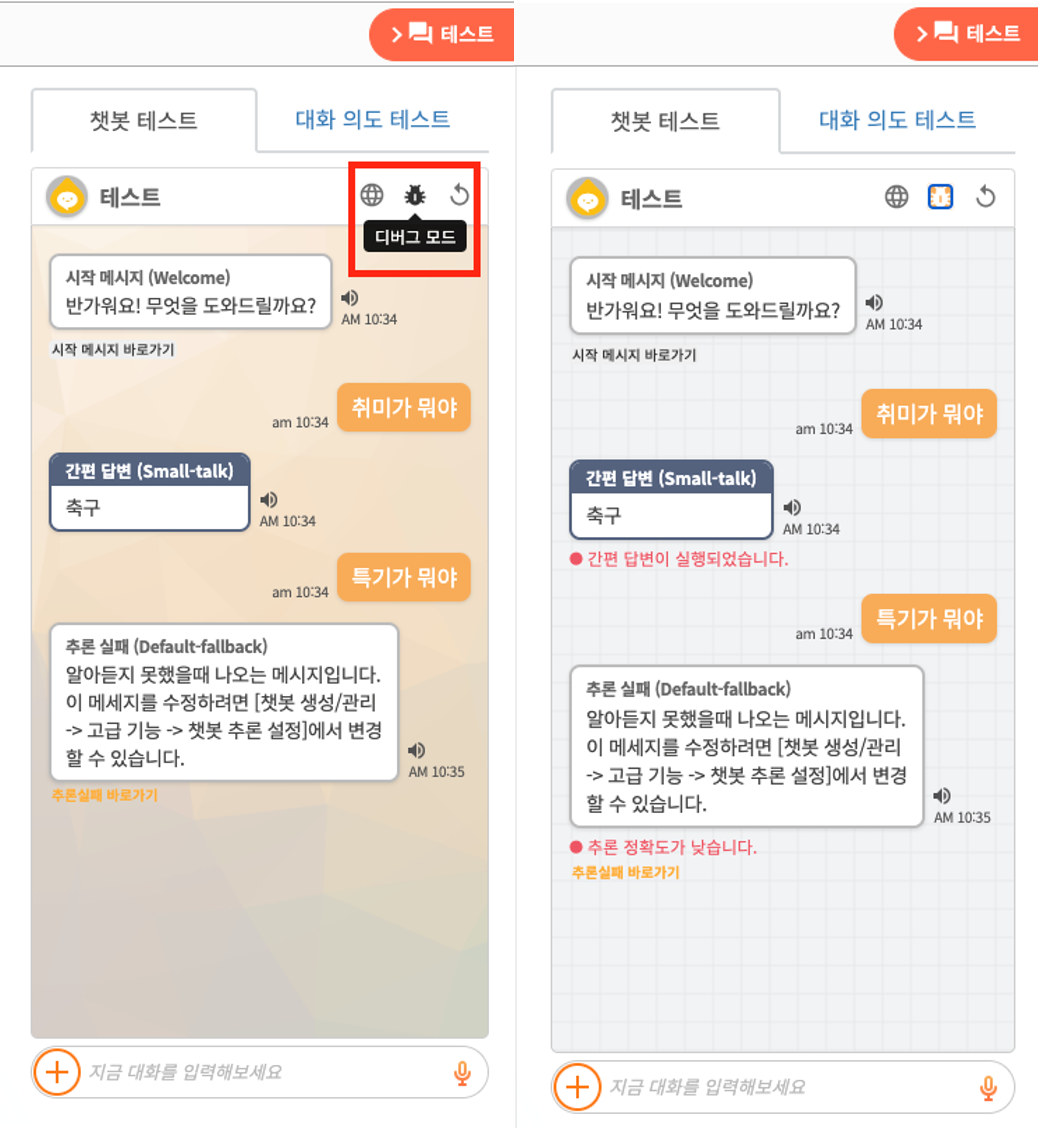 테스트
챗봇 테스트
대화 의도 테스트
테스트
디버그 모드
시작 메시지 (Welcome)
반가워요! 무엇을 도와드릴까요?
AM 10:34
시작 메시지 바로가기
취미가 뭐야
am 10:34
간편 답변 (Small-talk)
축구
AM 10:34
특기가 뭐야
am 10:34
추론 실패 (Default-fallback)
알아듣지 못했을때 나오는 메시지입니다.
이 메세지를 수정하려면 [챗봇 생성/관리
-> 고급 기능 -> 챗봇 추론 설정]에서 변경
할 수 있습니다.
AM 10:35
추론실패 바로가기
지금 대화를 입력해보세요
테스트
챗봇 테스트
대화 의도 테스트
테스트
시작 메시지 (Welcome)
반가워요! 무엇을 도와드릴까요?
AM 10:34
시작 메시지 바로가기
취미가 뭐야
am 10:34
간편 답변 (Small-talk)
축구
AM 10:34
간편 답변이 실행되었습니다.
특기가 뭐야
am 10:34
추론 실패 (Default-fallback)
알아듣지 못했을때 나오는 메시지입니다.
이 메세지를 수정하려면 [챗봇 생성/관리
-> 고급 기능 -> 챗봇 추론 설정]에서 변경
할 수 있습니다.
AM 10:35
추론 정확도가 낮습니다.
추론실패 바로가기
지금 대화를 입력해보세요